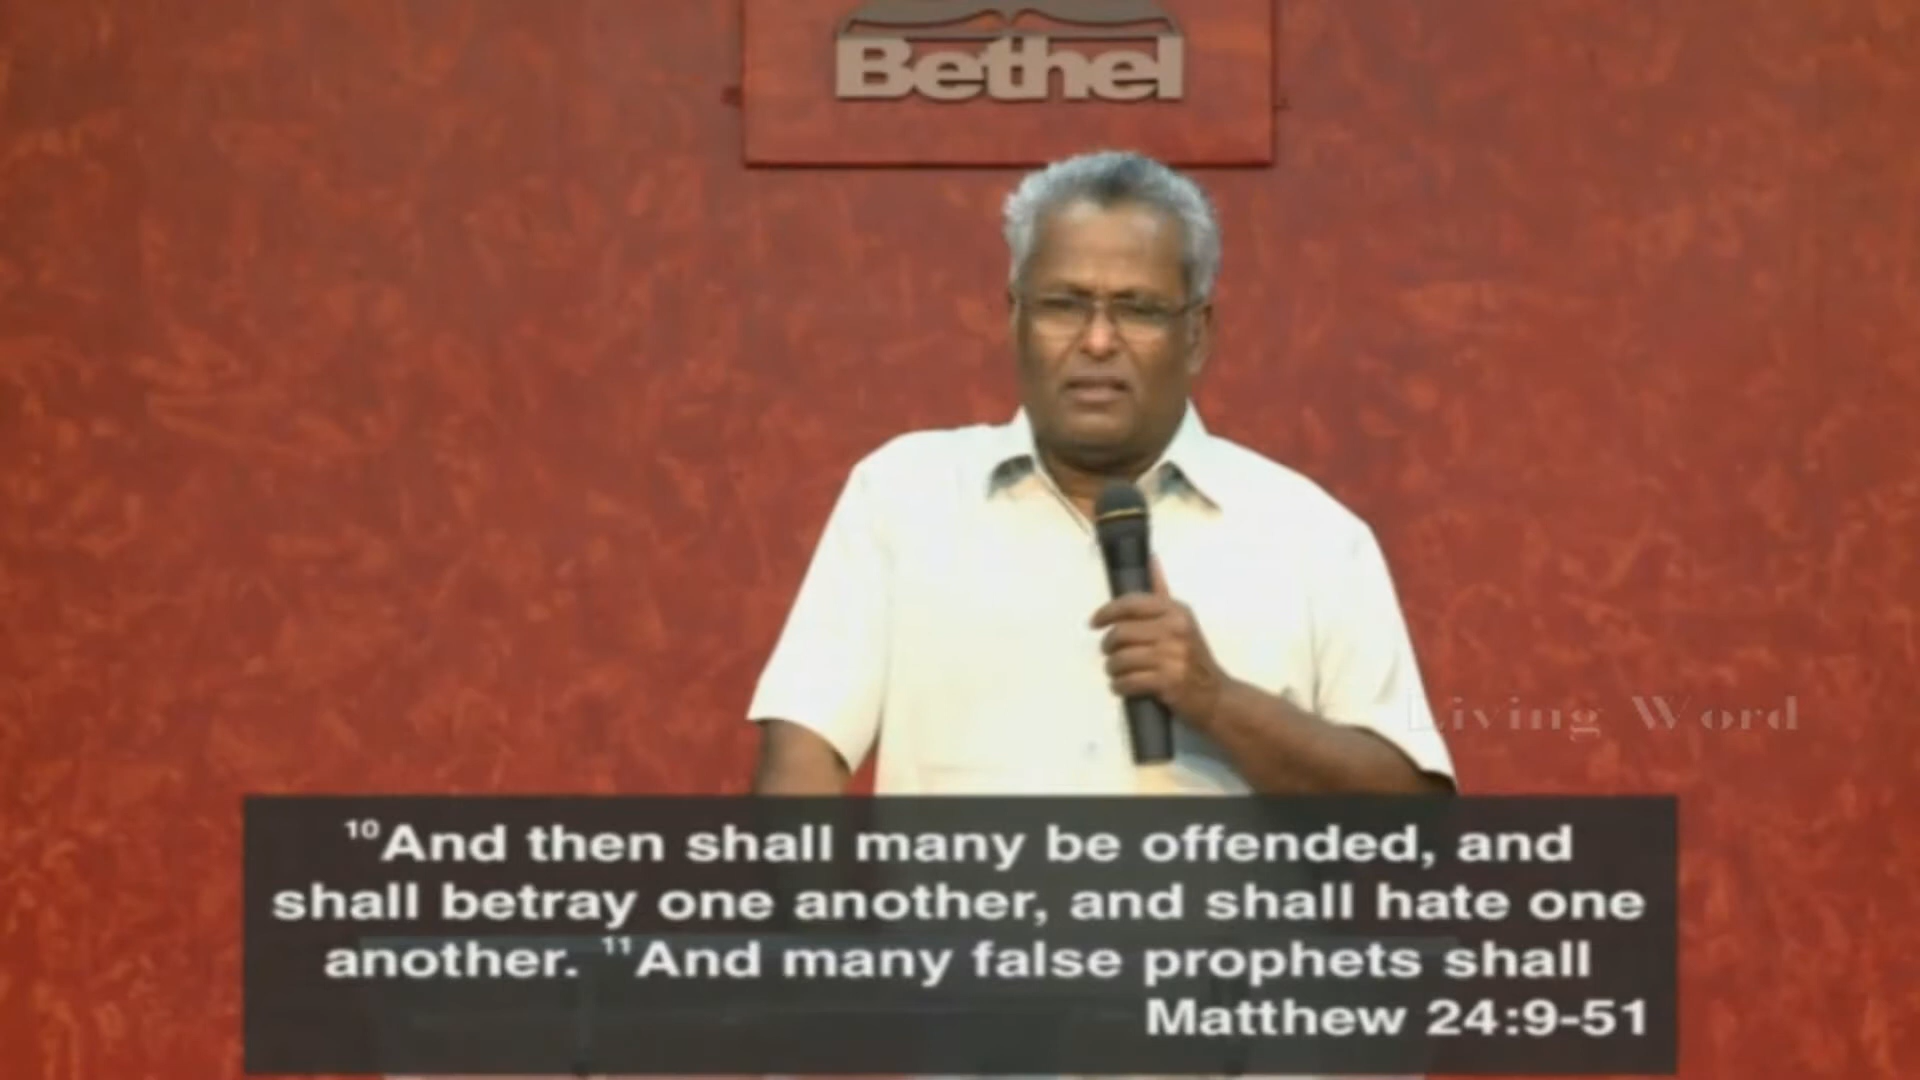 Bethel
Living Word
¹⁰And then shall many be offended, and
shall betray one another, and shall hate one
another. ¹¹And many false prophets shall
Matthew 24:9-51